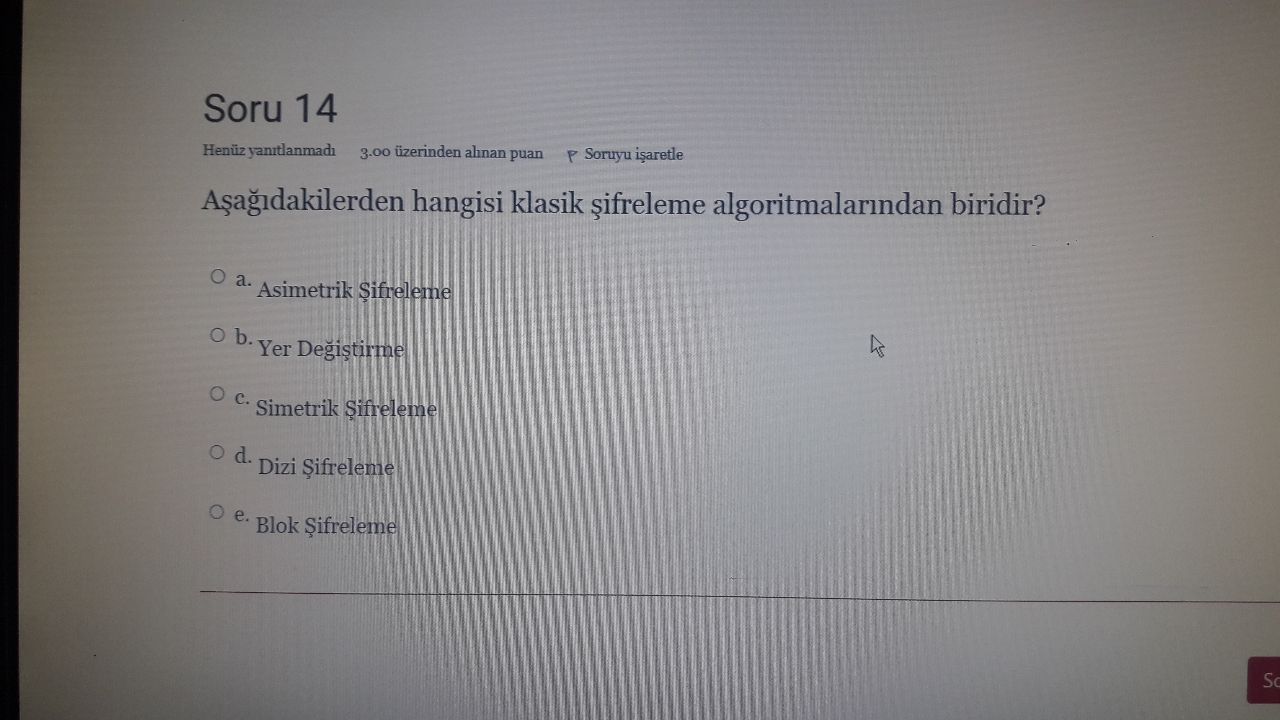 Soru 14
Henüz yanıtlanmadı 3.00 üzerinden alınan puan Soruyu işaretle
Aşağıdakilerden hangisi klasik şifreleme algoritmalarından biridir?
a. Asimetrik Şifreleme
b. Yer Değiştirme
c. Simetrik Şifreleme
d. Dizi Şifreleme
e. Blok Şifreleme